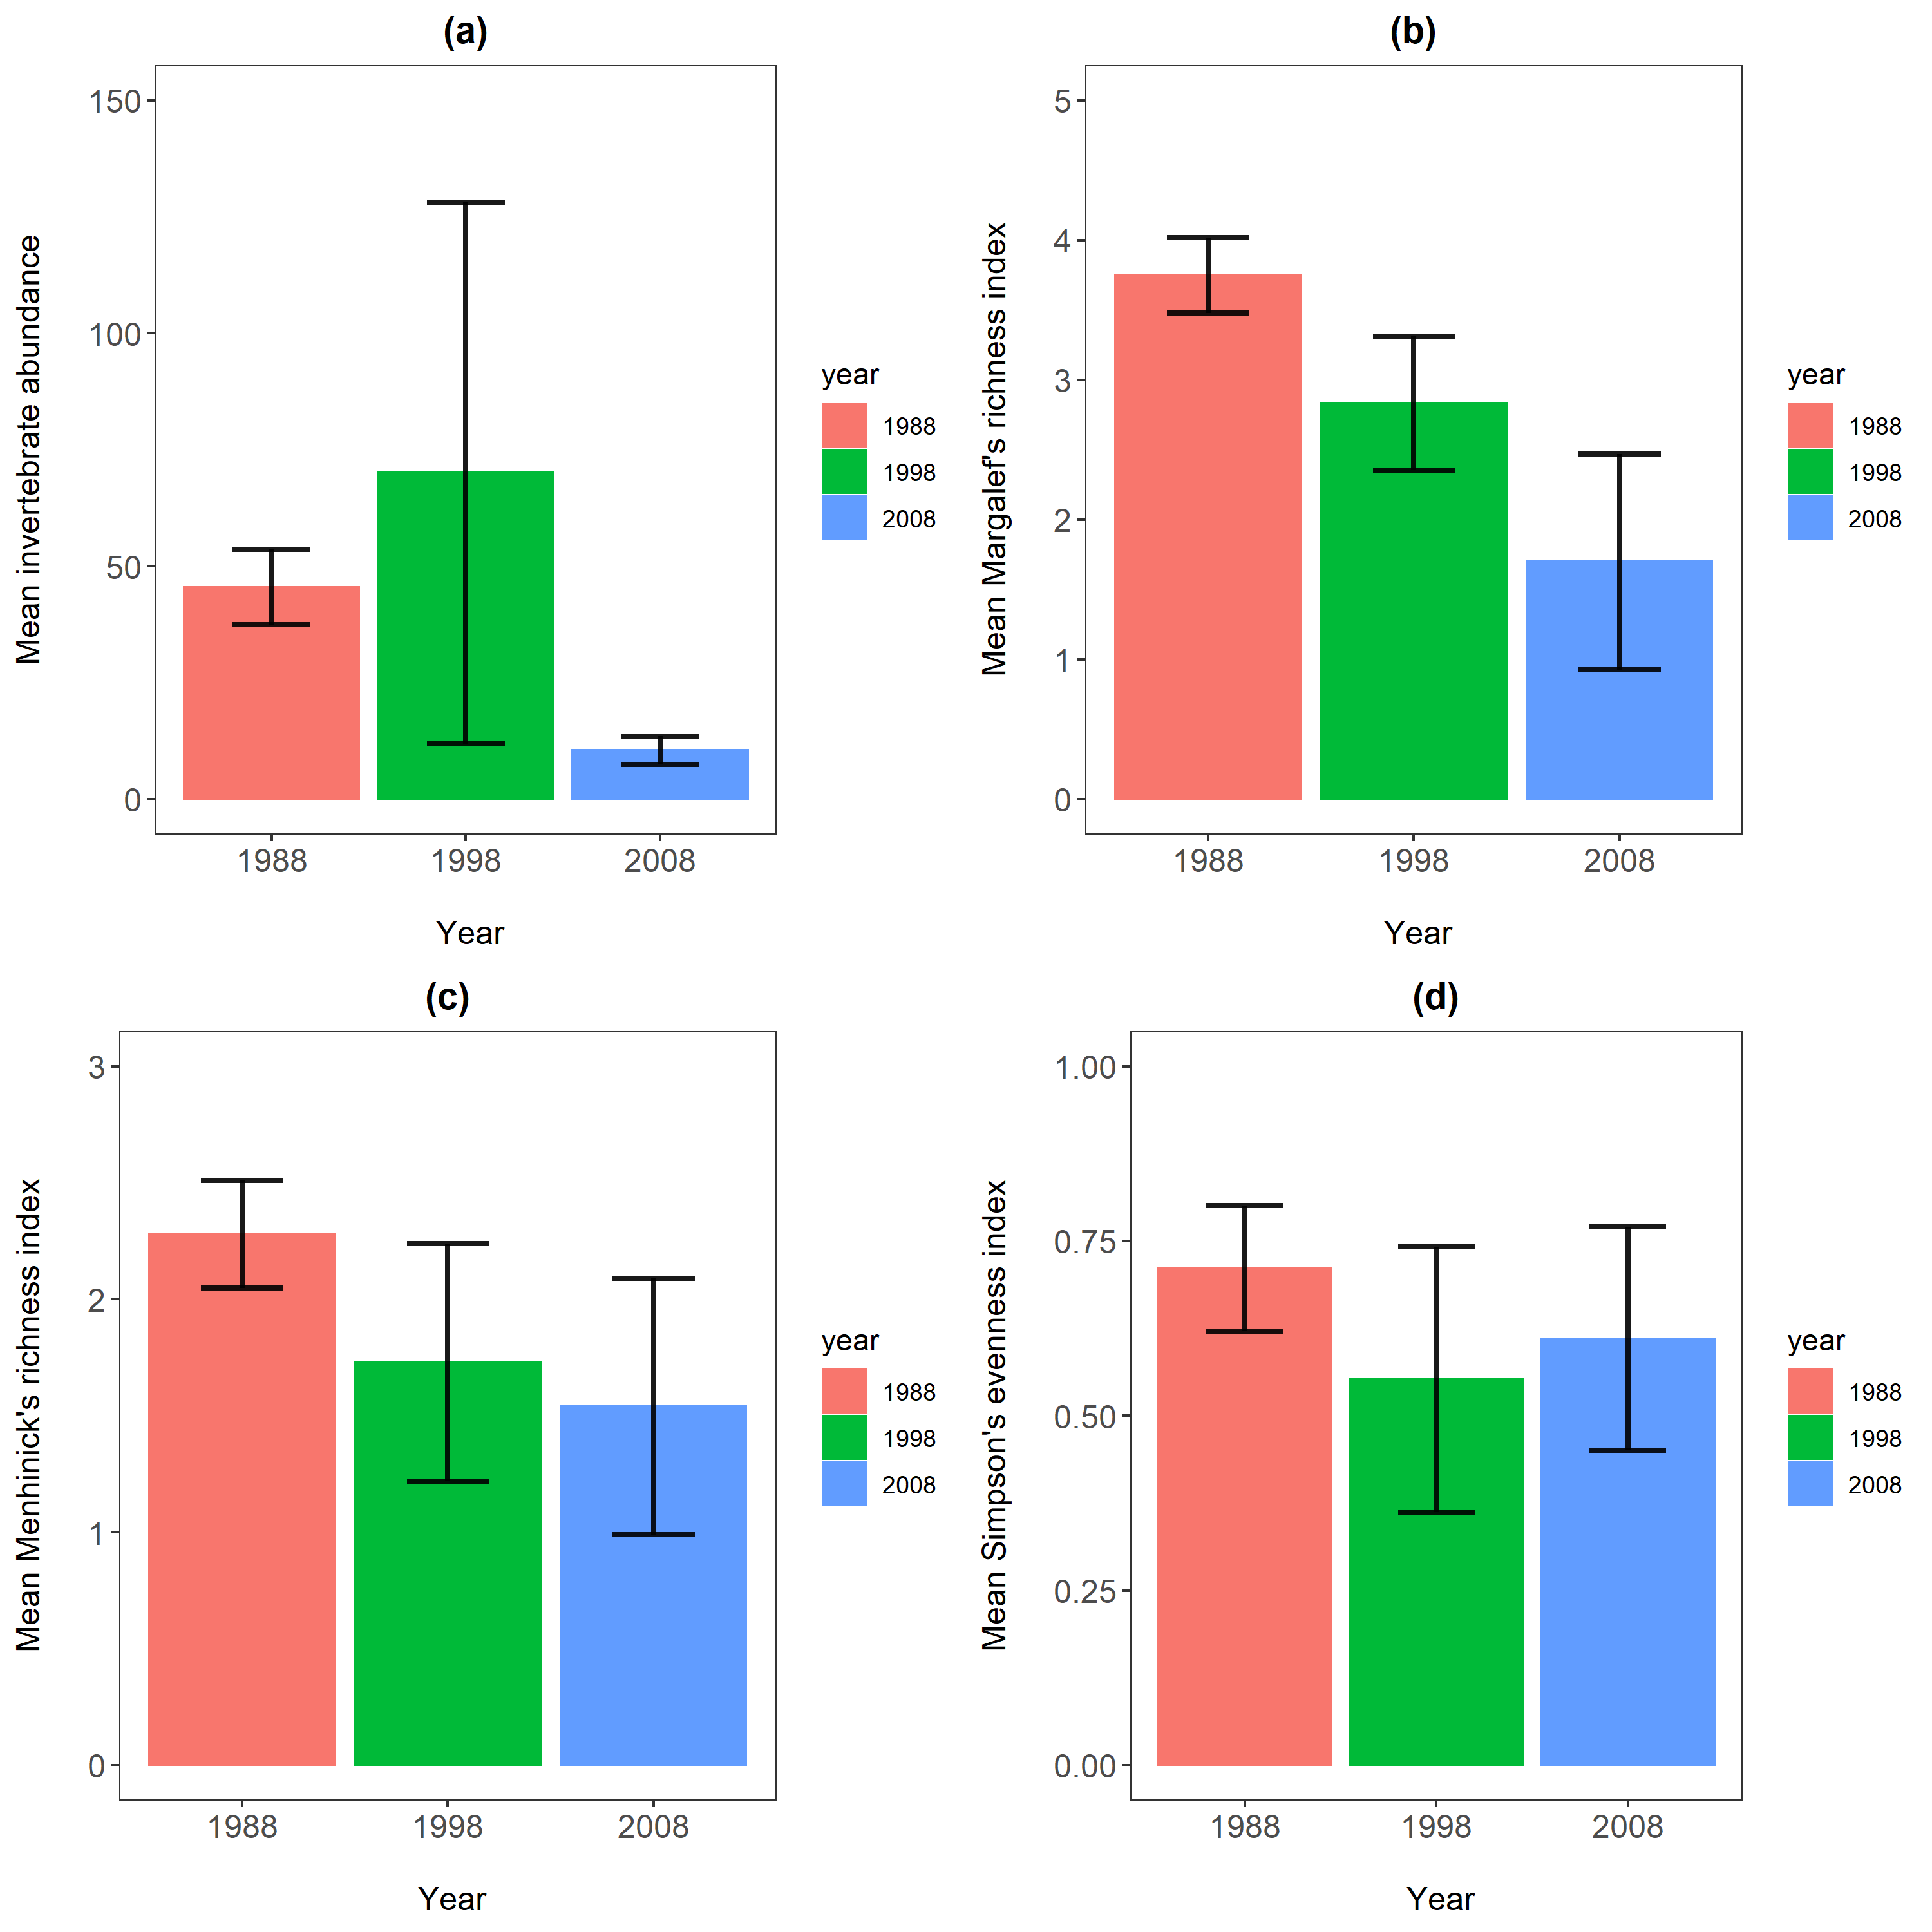 (a)
Mean invertebrate abundance
150
100
50
0
1988 1998 2008
Year
year
1988
1998
2008
(b)
Mean Margalef's richness index
5
4
3
2
1
0
1988 1998 2008
Year
year
1988
1998
2008
(c)
Mean Menhinick's richness index
3
2
1
0
1988 1998 2008
Year
year
1988
1998
2008
(d)
Mean Simpson's evenness index
1.00
0.75
0.50
0.25
0.00
1988 1998 2008
Year
year
1988
1998
2008